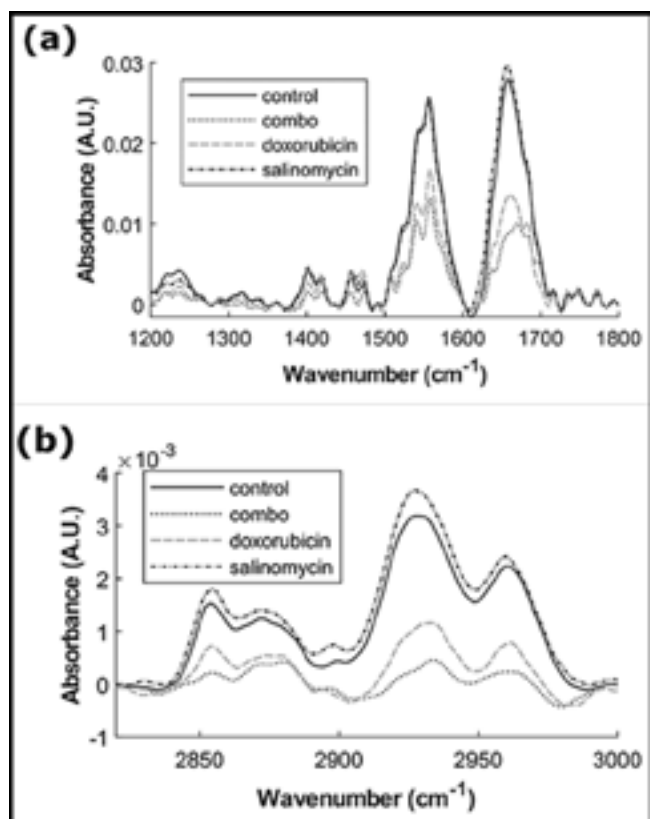 (a)
0.03
0.02
0.01
0
Absorbance (A.U.)
control
combo
doxorubicin
salinomycin
1200 1300 1400 1500 1600 1700 1800
Wavenumber (cm⁻¹)
(b)
×10⁻³
4
3
2
1
0
-1
Absorbance (A.U.)
control
combo
doxorubicin
salinomycin
2850 2900 2950 3000
Wavenumber (cm⁻¹)